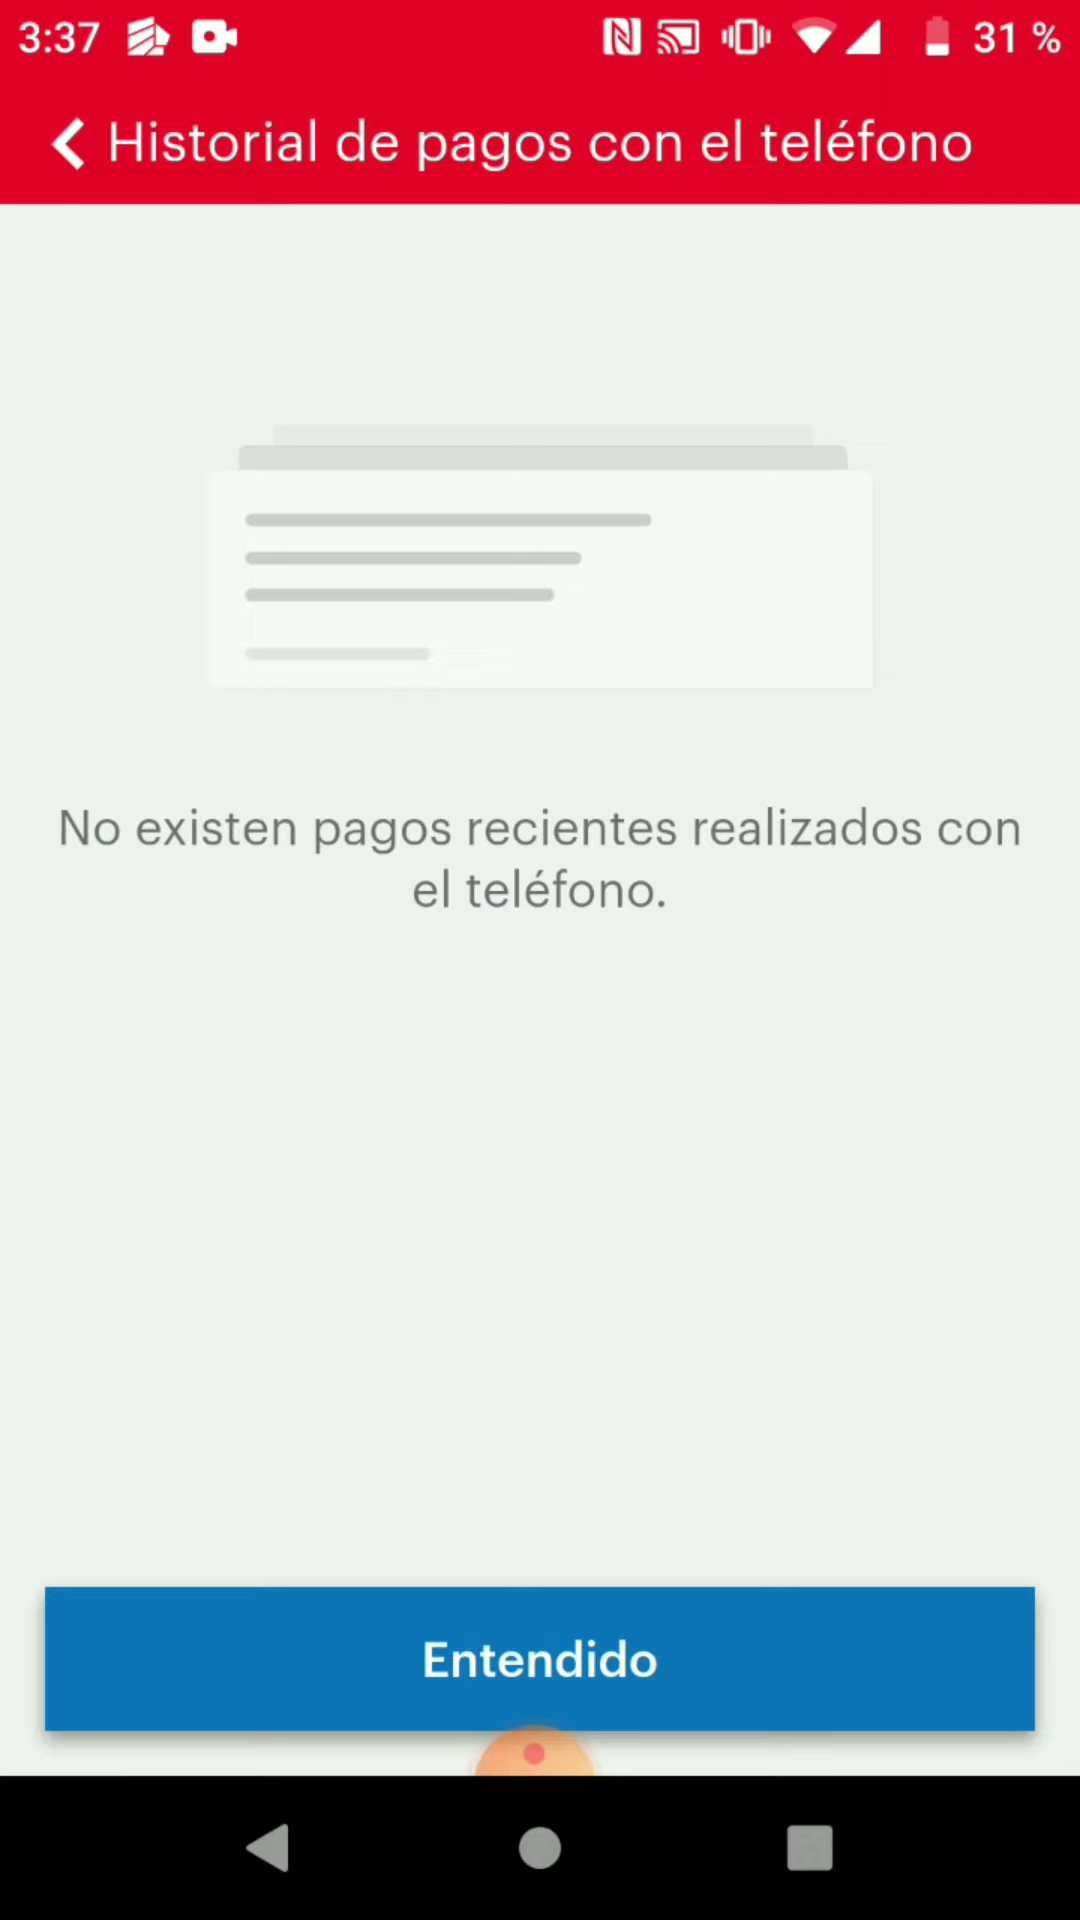 3:37
31 %
Historial de pagos con el teléfono
No existen pagos recientes realizados con
el teléfono.
Entendido